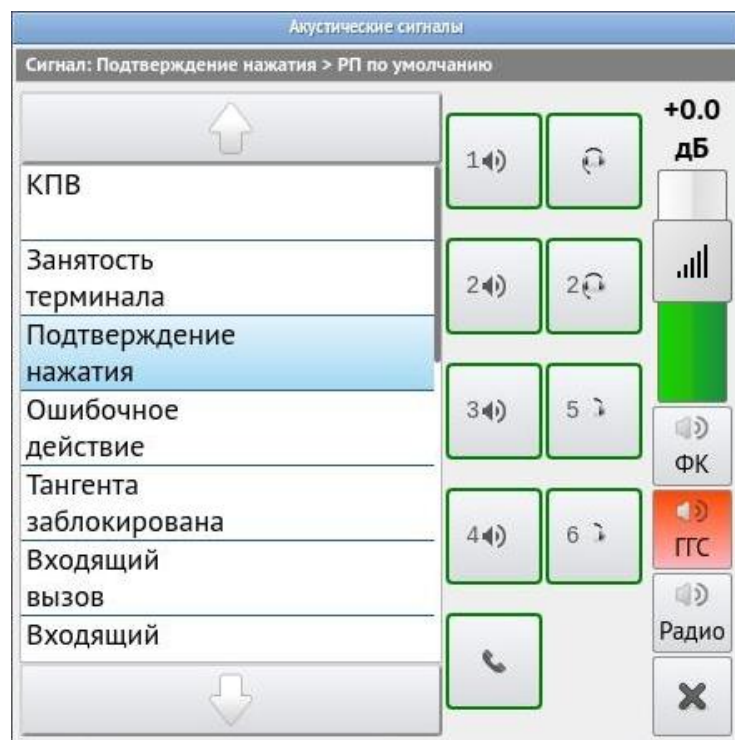 Акустические сигналы
Сигнал: Подтверждение нажатия > РП по умолчанию
КПВ
Занятость
терминала
Подтверждение
нажатия
Ошибочное
действие
Тангента
заблокирована
Входящий
вызов
Входящий
1
2
2
3
5
4
6
+0.0
дБ
ФК
ГГС
Радио